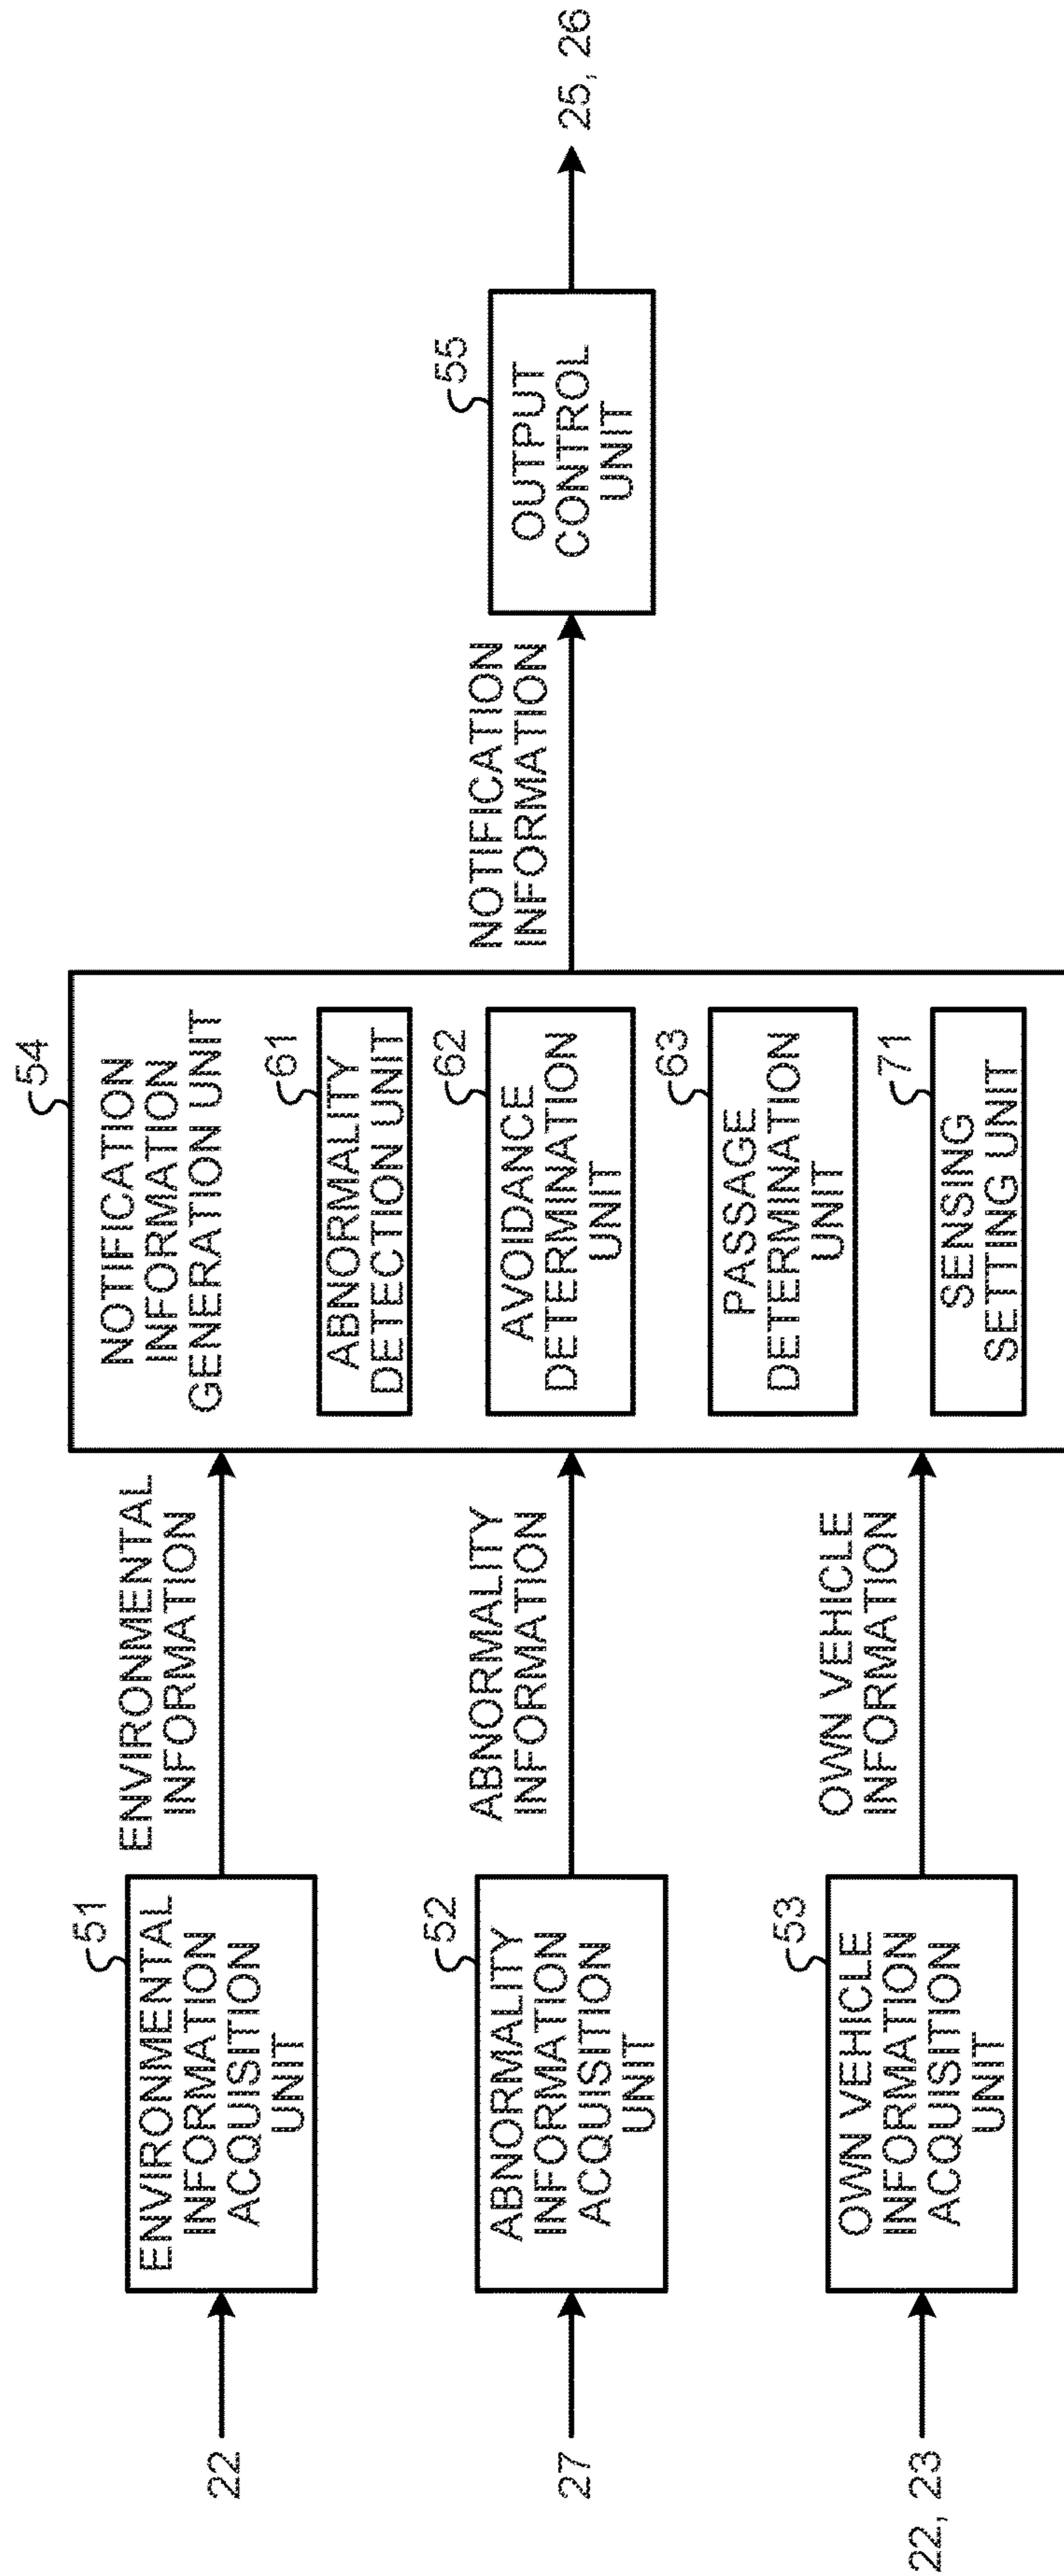 22
51
ENVIRONMENTAL
INFORMATION
ACQUISITION
UNIT
ENVIRONMENTAL
INFORMATION
27
52
ABNORMALITY
INFORMATION
ACQUISITION
UNIT
ABNORMALITY
INFORMATION
22, 23
53
OWN VEHICLE
INFORMATION
ACQUISITION
UNIT
OWN VEHICLE
INFORMATION
54
NOTIFICATION
INFORMATION
GENERATION UNIT
61
ABNORMALITY
DETECTION UNIT
62
AVOIDANCE
DETERMINATION
UNIT
63
PASSAGE
DETERMINATION
UNIT
71
SENSING
SETTING UNIT
NOTIFICATION
INFORMATION
55
OUTPUT
CONTROL
UNIT
25, 26